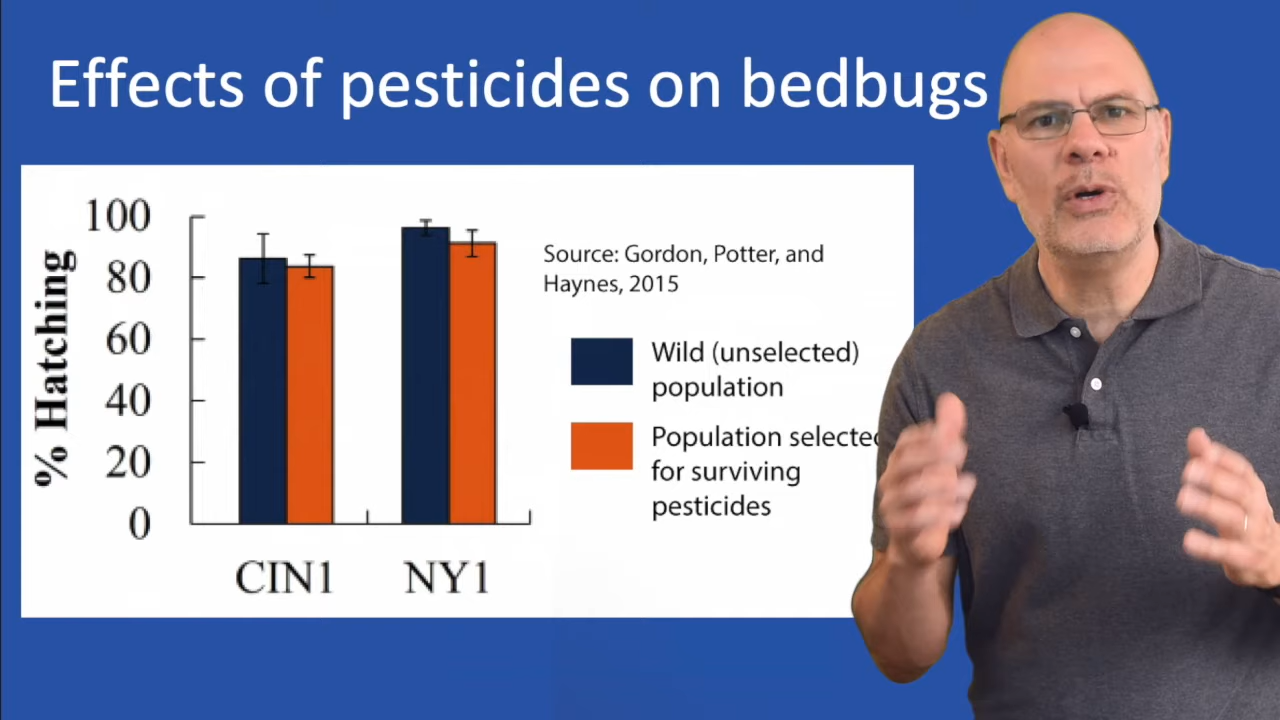 Effects of pesticides on bedbugs
% Hatching
100
80
60
40
20
0
CIN1 NY1
Source: Gordon, Potter, and
Haynes, 2015
Wild (unselected)
population
Population selected
for surviving
pesticides